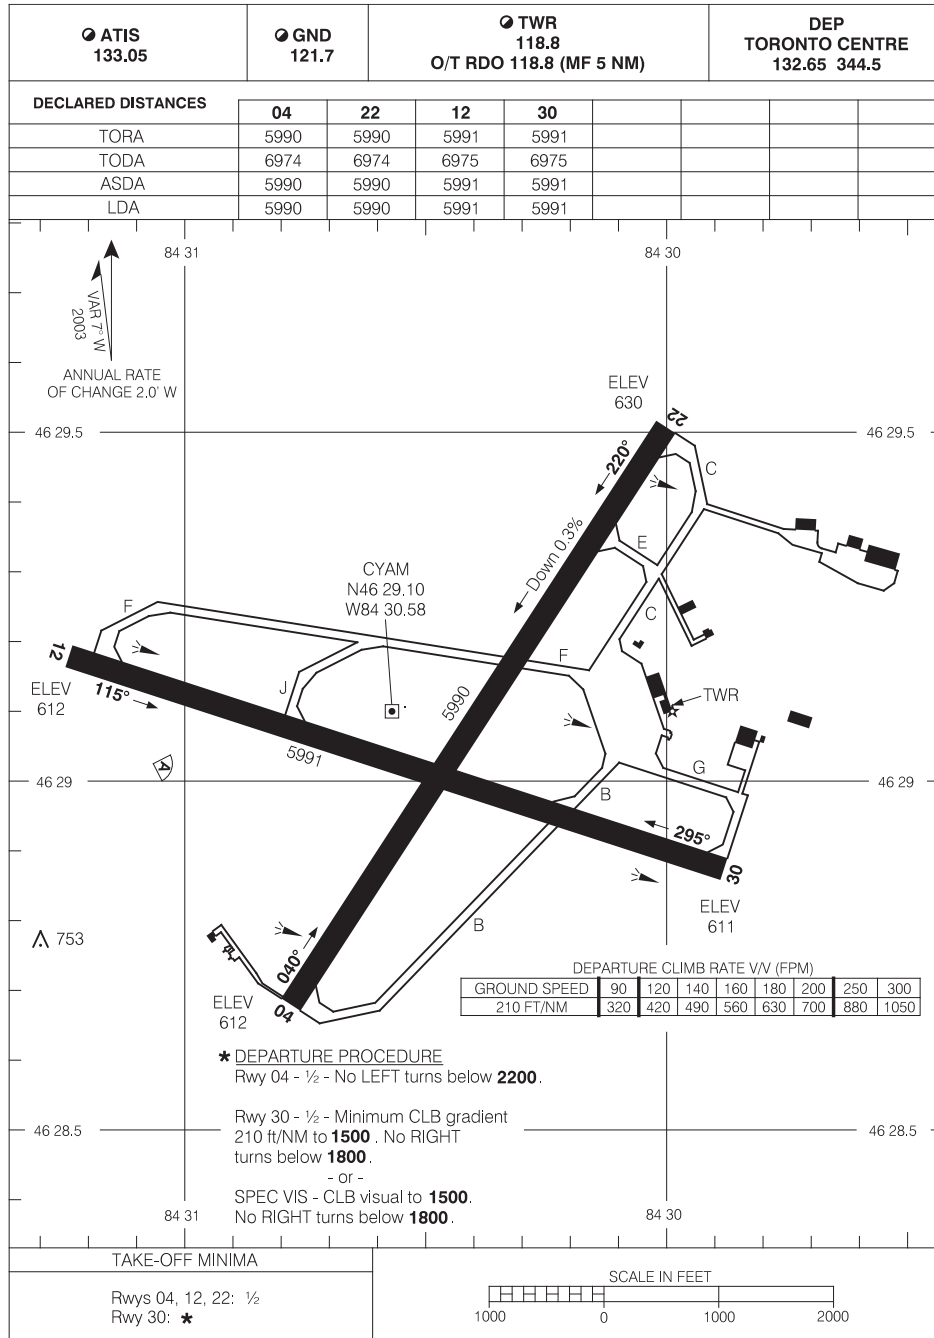 ATIS
133.05
GND
121.7
TWR
118.8
O/T RDO 118.8 (MF 5 NM)
DEP
TORONTO CENTRE
132.65 344.5
DECLARED DISTANCES
04 22 12 30
TORA 5990 5990 5991 5991
TODA 6974 6974 6975 6975
ASDA 5990 5990 5991 5991
LDA 5990 5990 5991 5991
84 31
84 30
VAR 7° W
2003
ANNUAL RATE
OF CHANGE 2.0' W
ELEV
630
22
46 29.5
46 29.5
220°
C
Down 0.3%
E
CYAM
N46 29.10
W84 30.58
F
C
12
F
ELEV
612
115°
J
5990
TWR
5991
A
46 29
G
46 29
B
295°
30
ELEV
611
B
753
040°
ELEV
612
04
DEPARTURE CLIMB RATE V/V (FPM)
GROUND SPEED 90 120 140 160 180 200 250 300
210 FT/NM 320 420 490 560 630 700 880 1050
* DEPARTURE PROCEDURE
Rwy 04 - ½ - No LEFT turns below 2200.
Rwy 30 - ½ - Minimum CLB gradient
210 ft/NM to 1500 . No RIGHT
turns below 1800.
- or -
SPEC VIS - CLB visual to 1500.
No RIGHT turns below 1800.
46 28.5
46 28.5
84 31
84 30
TAKE-OFF MINIMA
Rwys 04, 12, 22: ½
Rwy 30: *
SCALE IN FEET
1000 0 1000 2000